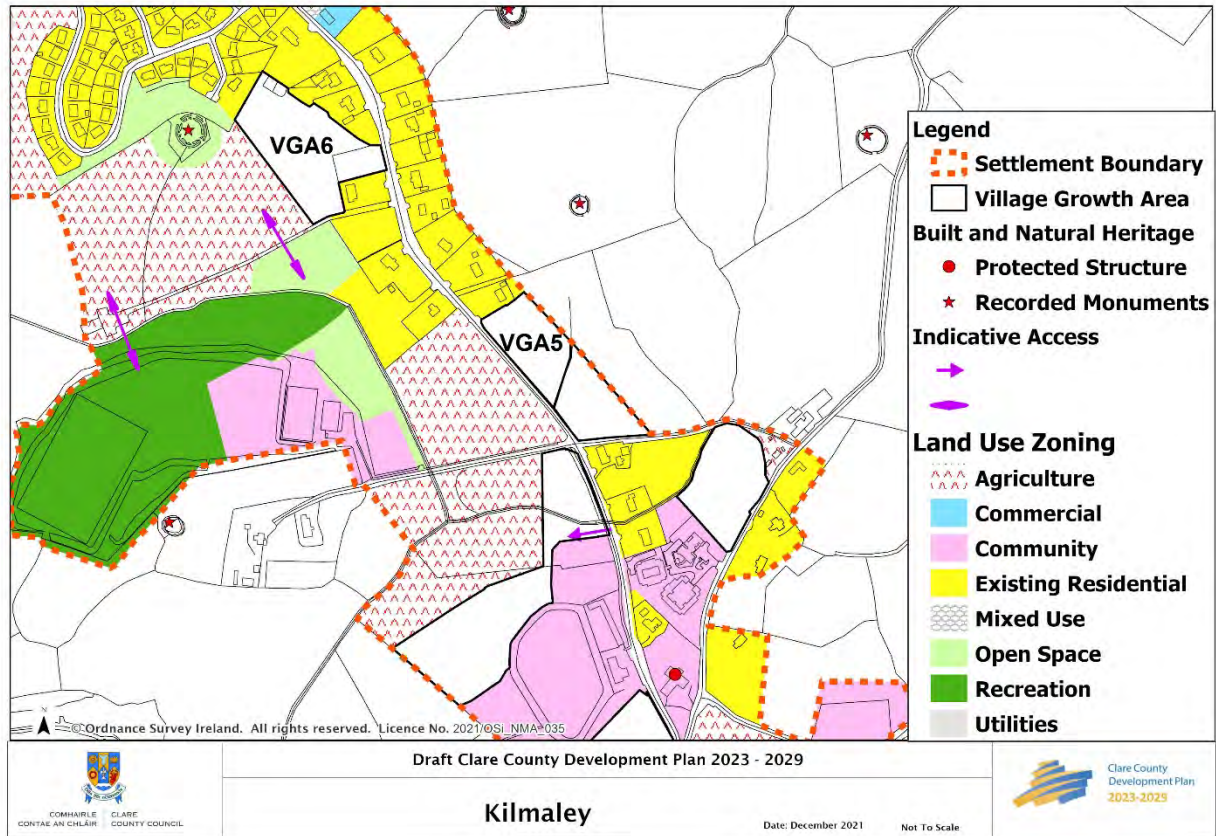 VGA6
VGA5
Legend
Settlement Boundary
Village Growth Area
Built and Natural Heritage
Protected Structure
Recorded Monuments
Indicative Access
Land Use Zoning
Agriculture
Commercial
Community
Existing Residential
Mixed Use
Open Space
Recreation
Utilities
N
© Ordnance Survey Ireland. All rights reserved. Licence No. 2021/OSi_NMA_035
COMHAIRLE CLARE
CONTAE AN CHLÁIR COUNTY COUNCIL
Draft Clare County Development Plan 2023 - 2029
Kilmaley
Date: December 2021
Not To Scale
Clare County
Development Plan
2023-2029